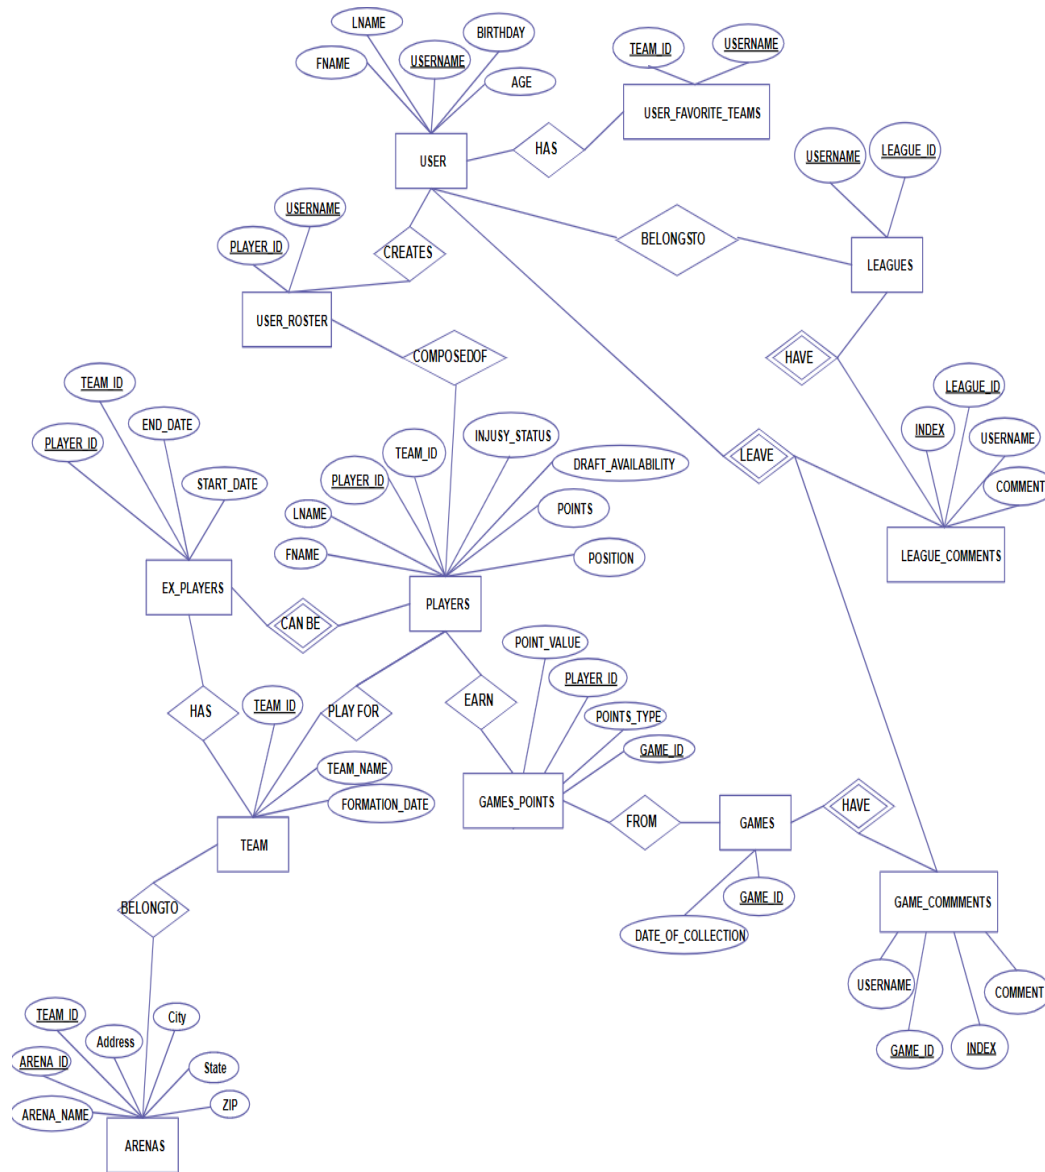 LNAME
BIRTHDAY
FNAME
USERNAME
AGE
TEAM_ID
USERNAME
USER_FAVORITE_TEAMS
USER
HAS
USERNAME
LEAGUE_ID
BELONGSTO
LEAGUES
USERNAME
PLAYER_ID
CREATES
USER_ROSTER
COMPOSEDOF
HAVE
TEAM_ID
END_DATE
PLAYER_ID
START_DATE
EX_PLAYERS
INJUSY_STATUS
TEAM_ID
DRAFT_AVAILABILITY
PLAYER_ID
LNAME
POINTS
FNAME
POSITION
PLAYERS
LEAVE
LEAGUE_ID
INDEX
USERNAME
COMMENT
LEAGUE_COMMENTS
CAN BE
HAS
TEAM_ID
PLAY FOR
EARN
POINT_VALUE
PLAYER_ID
POINTS_TYPE
GAME_ID
TEAM_NAME
FORMATION_DATE
GAMES_POINTS
TEAM
FROM
GAMES
HAVE
GAME_ID
DATE_OF_COLLECTION
GAME_COMMMENTS
USERNAME
COMMENT
GAME_ID
INDEX
BELONGTO
TEAM_ID
City
Address
ARENA_ID
State
ARENA_NAME
ZIP
ARENAS